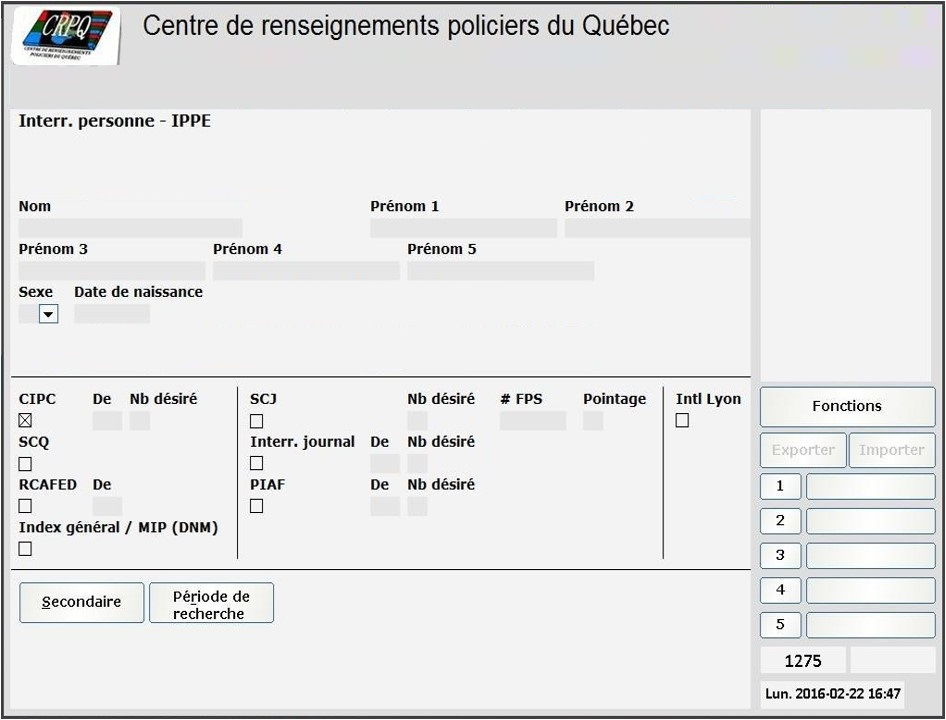 CRPQ
CENTRE DE RENSEIGNEMENTS
POLICIERS DU QUÉBEC
Centre de renseignements policiers du Québec
Interr. personne - IPPE
Nom Prénom 1 Prénom 2
Prénom 3 Prénom 4 Prénom 5
Sexe Date de naissance
CIPC De Nb désiré SCJ Nb désiré # FPS Pointage Intl Lyon
SCQ Interr. journal De Nb désiré
RCAFED De PIAF De Nb désiré
Index général / MIP (DNM)
Secondaire Période de
recherche
Fonctions
Exporter Importer
1
2
3
4
5
1275
Lun. 2016-02-22 16:47